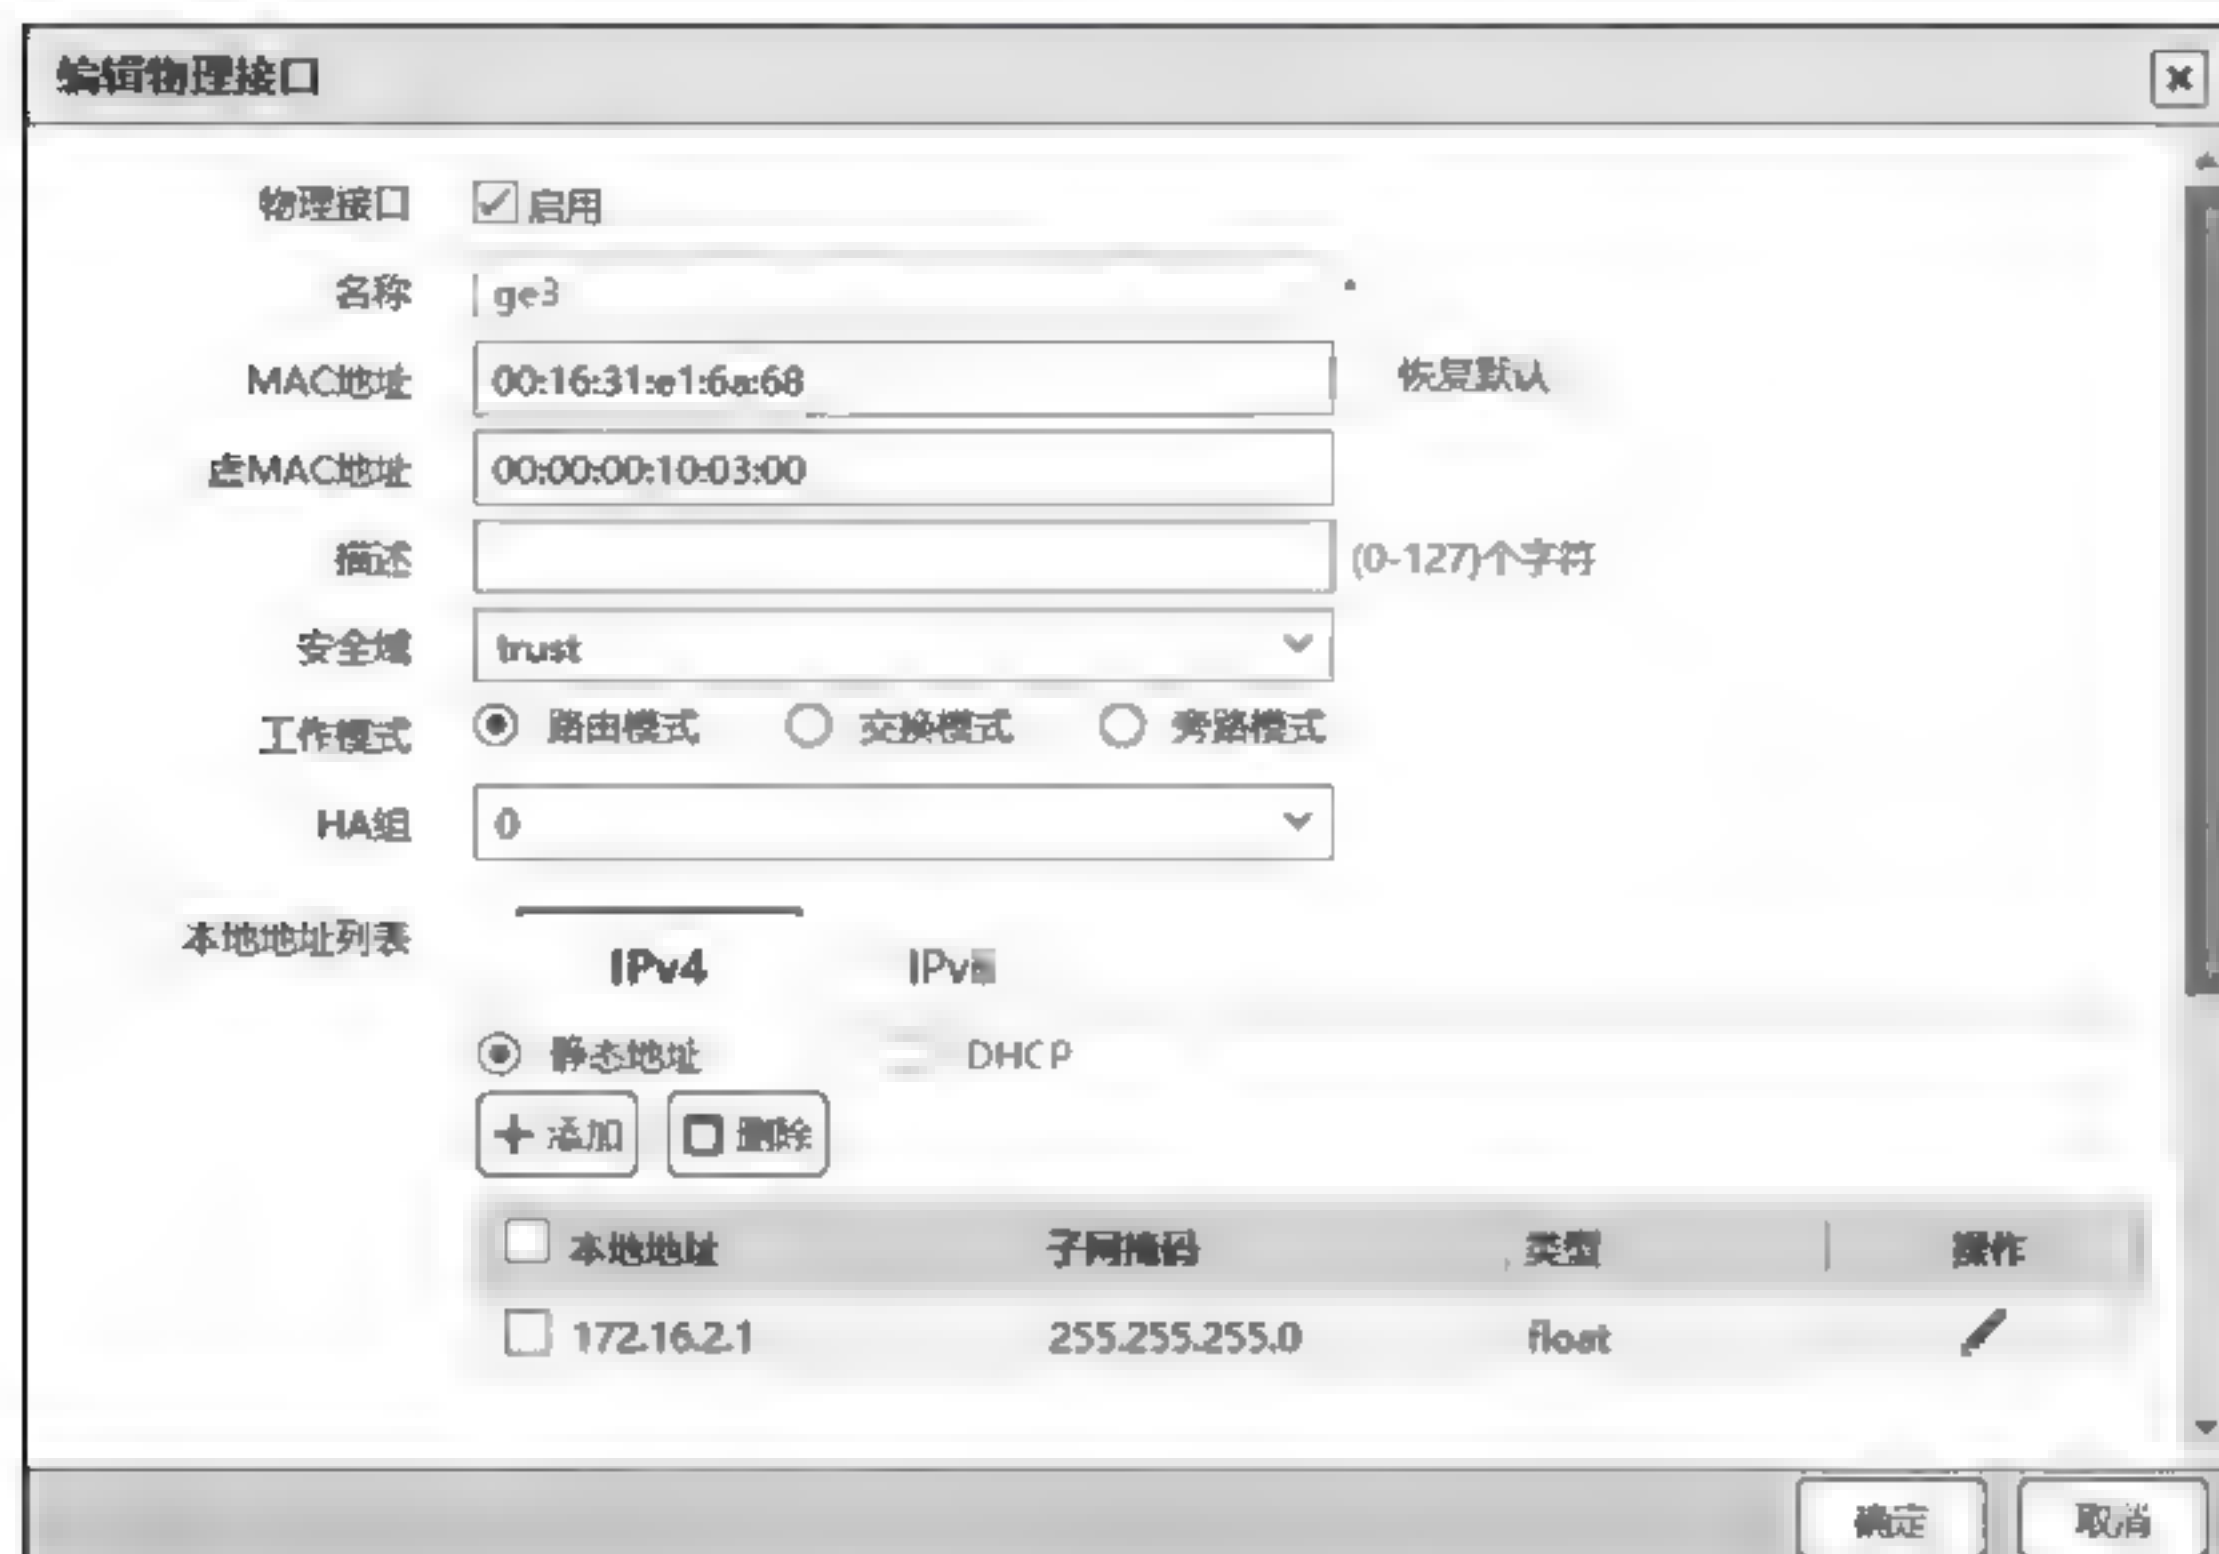 编辑物理接口
物理接口 启用
名称 ge3
MAC地址 00:16:31:e1:6a:68 恢复默认
虚MAC地址 00:00:00:10:03:00
描述 (0-127)个字符
安全域 trust
工作模式 路由模式 交换模式 旁路模式
HA组 0
本地地址列表
IPv4
静态地址 DHCP
添加 删除
本地地址 子网掩码 类型 操作
172.16.2.1 255.255.255.0 float
确定 取消